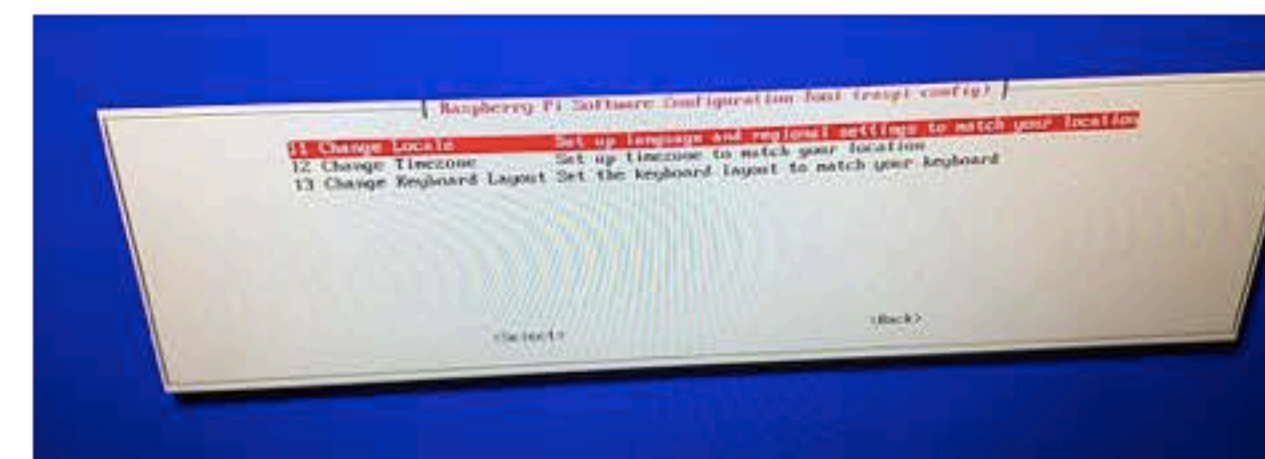 Raspberry Pi Software Configuration Tool (raspi-config)
I1 Change Locale Set up language and regional settings to match your location
I2 Change Timezone Set up timezone to match your location
I3 Change Keyboard Layout Set the keyboard layout to match your keyboard
<Select> <Back>